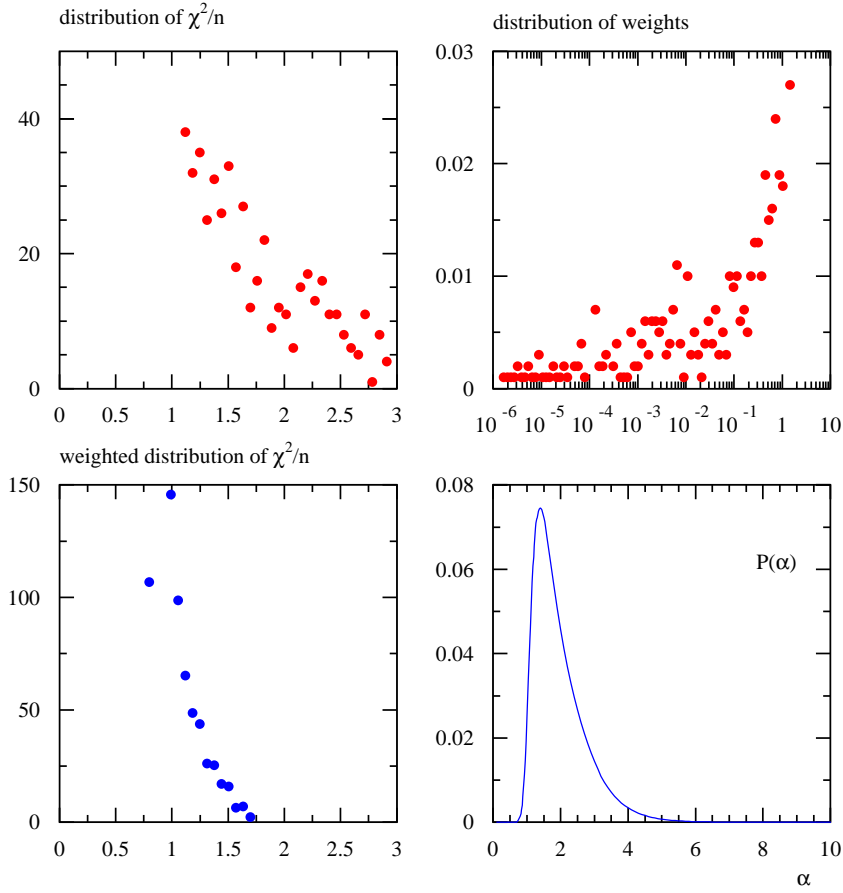 distribution of χ²/n
40
20
0
0 0.5 1 1.5 2 2.5 3
distribution of weights
0.03
0.02
0.01
0
10⁻⁶ 10⁻⁵ 10⁻⁴ 10⁻³ 10⁻² 10⁻¹ 1 10
weighted distribution of χ²/n
150
100
50
0
0 0.5 1 1.5 2 2.5 3
0.08
0.06
0.04
0.02
0
P(α)
0 2 4 6 8 10
α